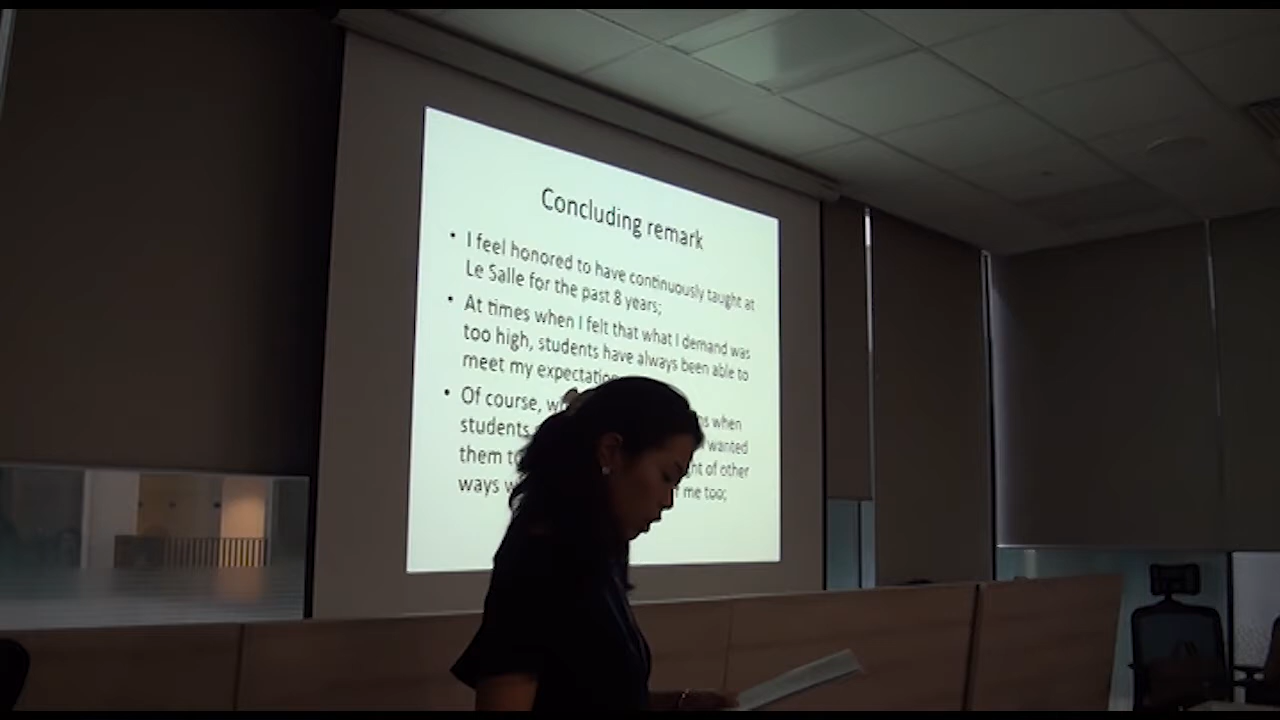 Concluding remark
• I feel honored to have continuously taught at
Le Salle for the past 8 years;
• At times when I felt that what I demand was
too high, students have always been able to
meet my
• Of course, when
students wanted
them of other
ways me too;